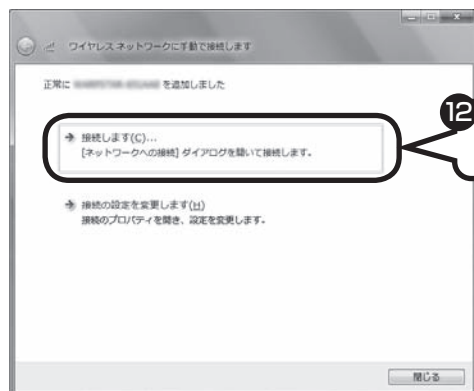 ワイヤレス ネットワークに手動で接続します
正常に を追加しました
12
接続します(C)...
[ネットワークへの接続] ダイアログを開いて接続します。
接続の設定を変更します(H)
接続のプロパティを開き、設定を変更します。
閉じる